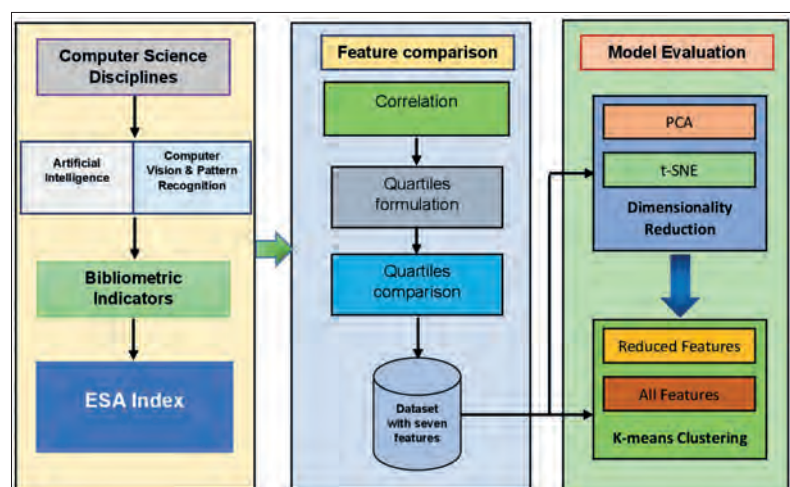 Computer Science
Disciplines
Artificial
Intelligence
Computer
Vision & Pattern
Recognition
Bibliometric
Indicators
ESA Index
Feature comparison
Correlation
Quartiles
formulation
Quartiles
comparison
Dataset
with seven
features
Model Evaluation
PCA
t-SNE
Dimensionality
Reduction
Reduced Features
All Features
K-means Clustering